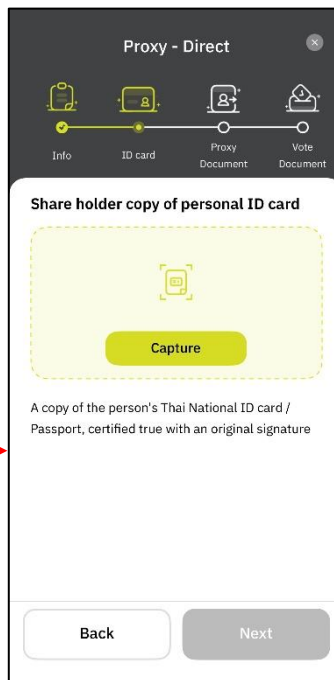 Proxy - Direct
Info
ID card
Proxy
Document
Vote
Document
Share holder copy of personal ID card
Capture
A copy of the person's Thai National ID card /
Passport, certified true with an original signature
Back
Next